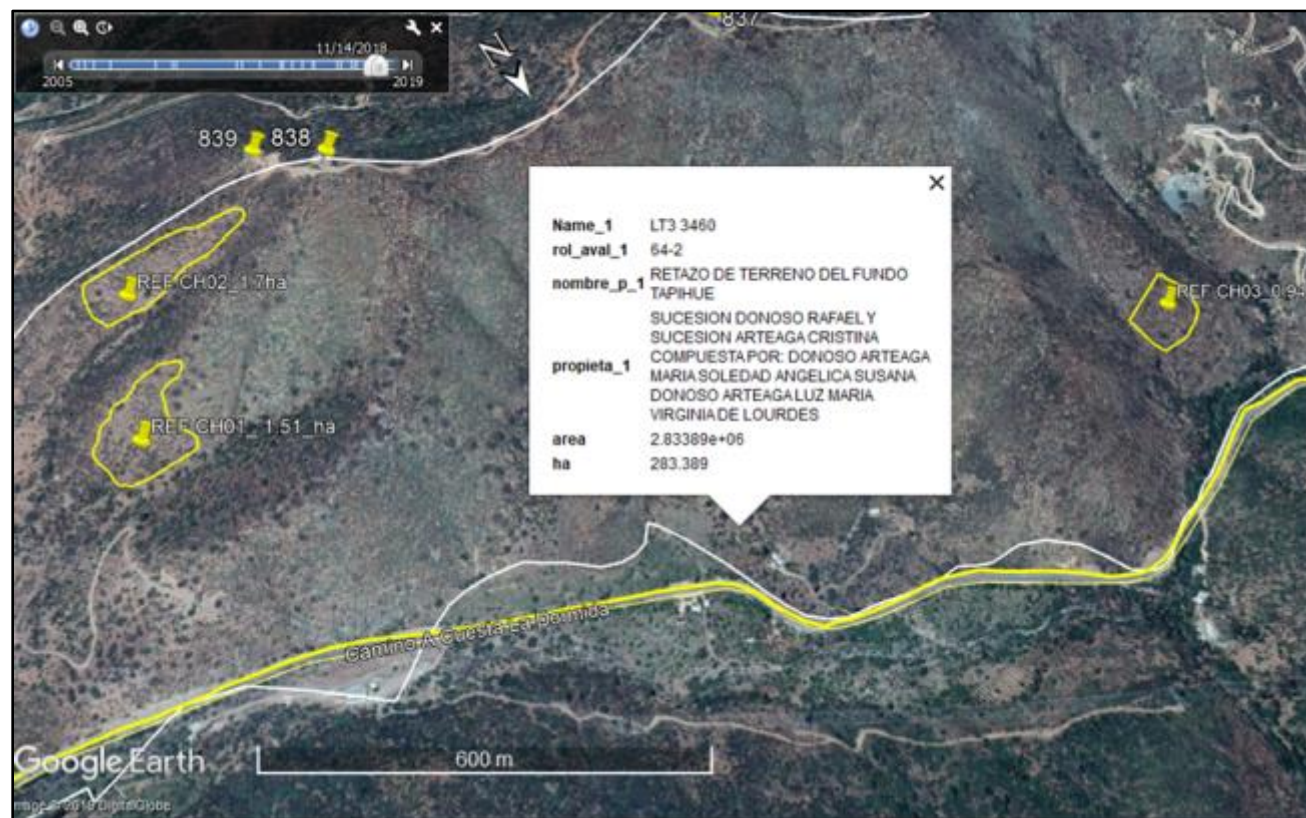 11/14/2018
2005
2019
N
837
839
838
REF CH02_1.7ha
REF CH01_ 1.51_ha
REF CH03_0.94
Name_1 LT3 3460
rol_aval_1 64-2
nombre_p_1 RETAZO DE TERRENO DEL FUNDO
TAPIHUE
SUCESION DONOSO RAFAEL Y
SUCESION ARTEAGA CRISTINA
propieta_1 COMPUESTA POR: DONOSO ARTEAGA
MARIA SOLEDAD ANGELICA SUSANA
DONOSO ARTEAGA LUZ MARIA
VIRGINIA DE LOURDES
area 2.83389e+06
ha 283.389
Camino A Cuesta La Dormida
Google Earth
600 m
© 2019 DigitalGlobe